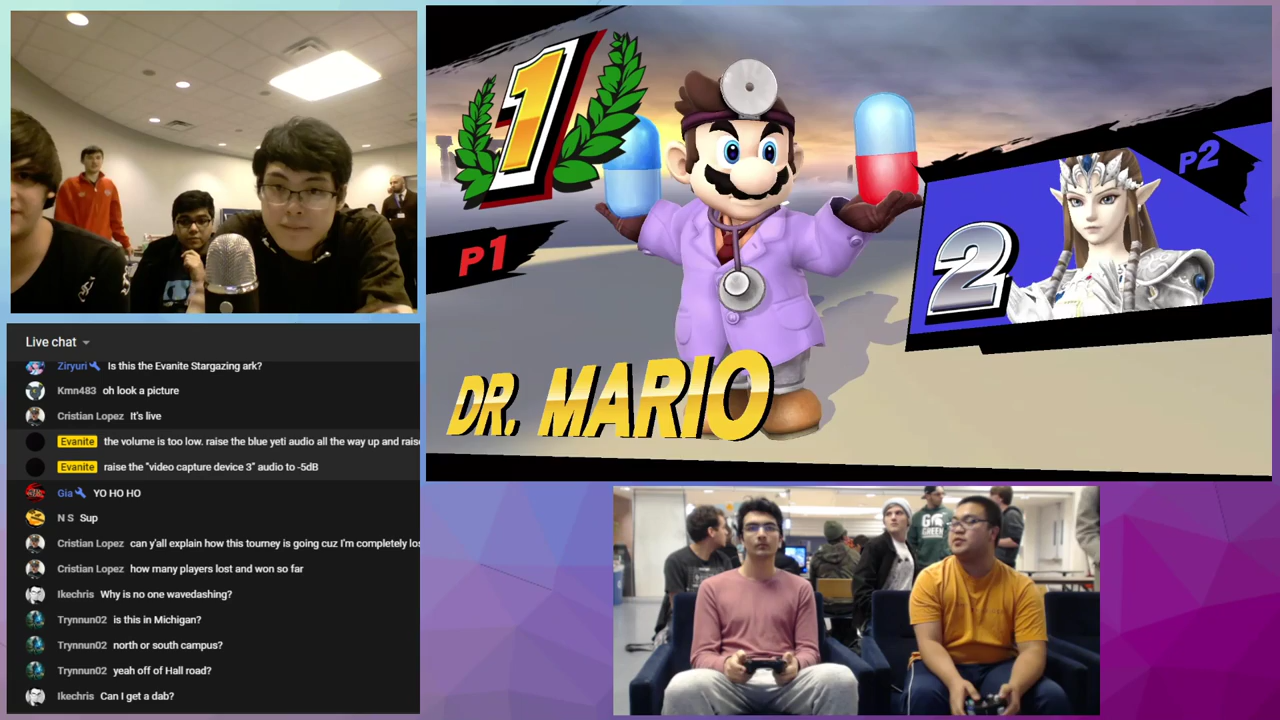 1
P1
DR. MARIO
P2
2
Live chat
Ziryuri Is this the Evanite Stargazing ark?
Kmn483 oh look a picture
Cristian Lopez It's live
Evanite the volume is too low. raise the blue yeti audio all the way up and raise
Evanite raise the "video capture device 3" audio to -5dB
Gia YO HO HO
N S Sup
Cristian Lopez can y'all explain how this tourney is going cuz I'm completely los
Cristian Lopez how many players lost and won so far
Ikechris Why is no one wavedashing?
Trynnun02 is this in Michigan?
Trynnun02 north or south campus?
Trynnun02 yeah off of Hall road?
Ikechris Can I get a dab?
GREEN